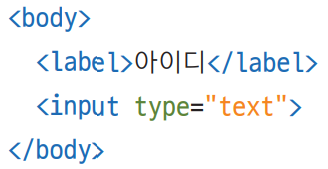 <body>
<label>아이디</label>
<input type="text">
</body>